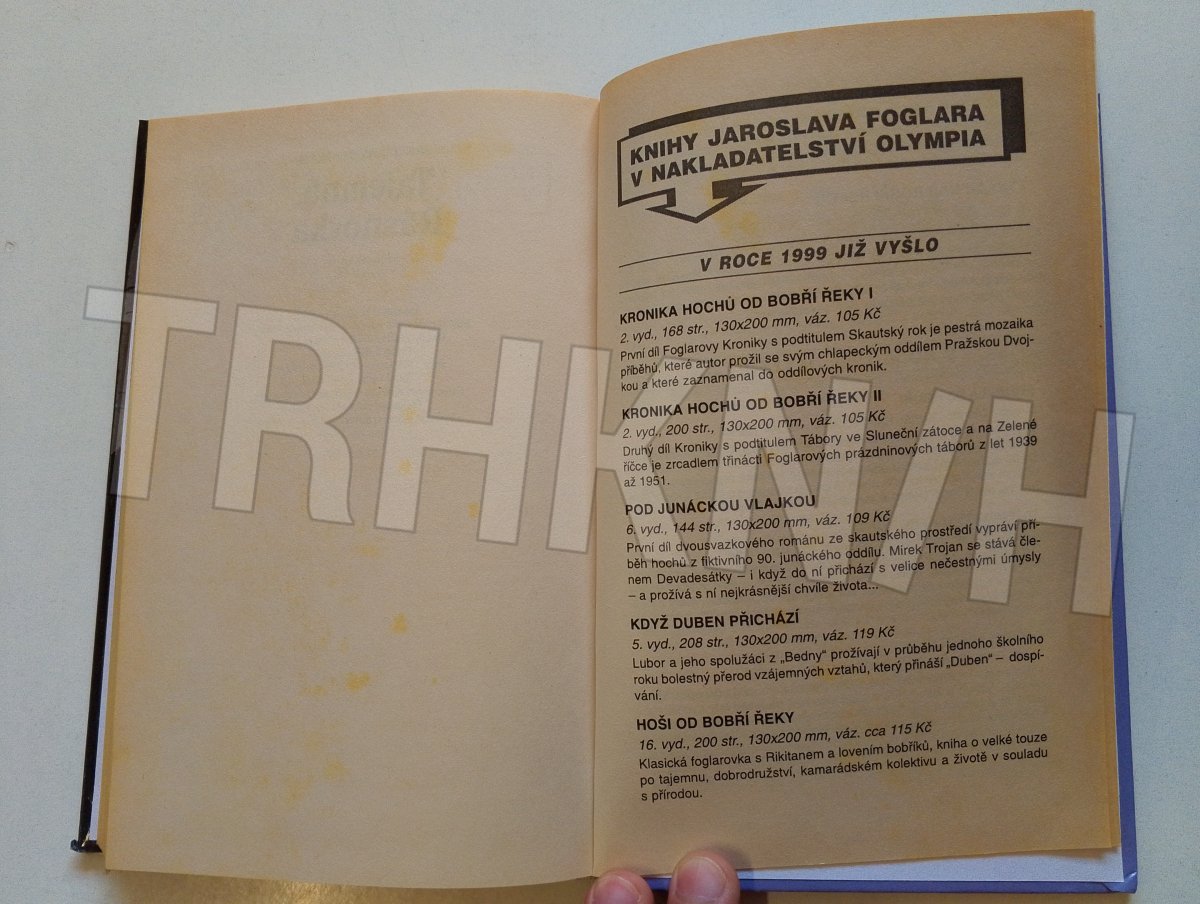 KNIHY JAROSLAVA FOGLARA
V NAKLADATELSTVÍ OLYMPIA
V ROCE 1999 JIŽ VYŠLO
KRONIKA HOCHŮ OD BOBŘÍ ŘEKY I
2. vyd., 168 str., 130x200 mm, váz. 105 Kč
První díl Foglarovy Kroniky s podtitulem Skautský rok je pestrá mozaika
příběhů, které autor prožil se svým chlapeckým oddílem Pražskou Dvoj-
kou a které zaznamenal do oddílových kronik.
KRONIKA HOCHŮ OD BOBŘÍ ŘEKY II
2. vyd., 200 str., 130x200 mm, váz. 105 Kč
Druhý díl Kroniky s podtitulem Tábory ve Sluneční zátoce a na Zelené
říčce je zrcadlem třinácti Foglarových prázdninových táborů z let 1939
až 1951.
POD JUNÁCKOU VLAJKOU
6. vyd., 144 str., 130x200 mm, váz. 109 Kč
První díl dvousvazkového románu ze skautského prostředí vypráví pří-
běh hochů z fiktivního 90. junáckého oddílu. Mirek Trojan se stává čle-
nem Devadesátky – i když do ní přichází s velice nečestnými úmysly
– a prožívá s ní nejkrásnější chvíle života...
KDYŽ DUBEN PŘICHÁZÍ
5. vyd., 208 str., 130x200 mm, váz. 119 Kč
Lubor a jeho spolužáci z „Bedny“ prožívají v průběhu jednoho školního
roku bolestný přerod vzájemných vztahů, který přináší „Duben“ – dospí-
vání.
HOŠI OD BOBŘÍ ŘEKY
16. vyd., 200 str., 130x200 mm, váz. cca 115 Kč
Klasická foglarovka s Rikitanem a lovením bobříků, kniha o velké touze
po tajemnu, dobrodružství, kamarádském kolektivu a životě v souladu
s přírodou.
TRHKNIH